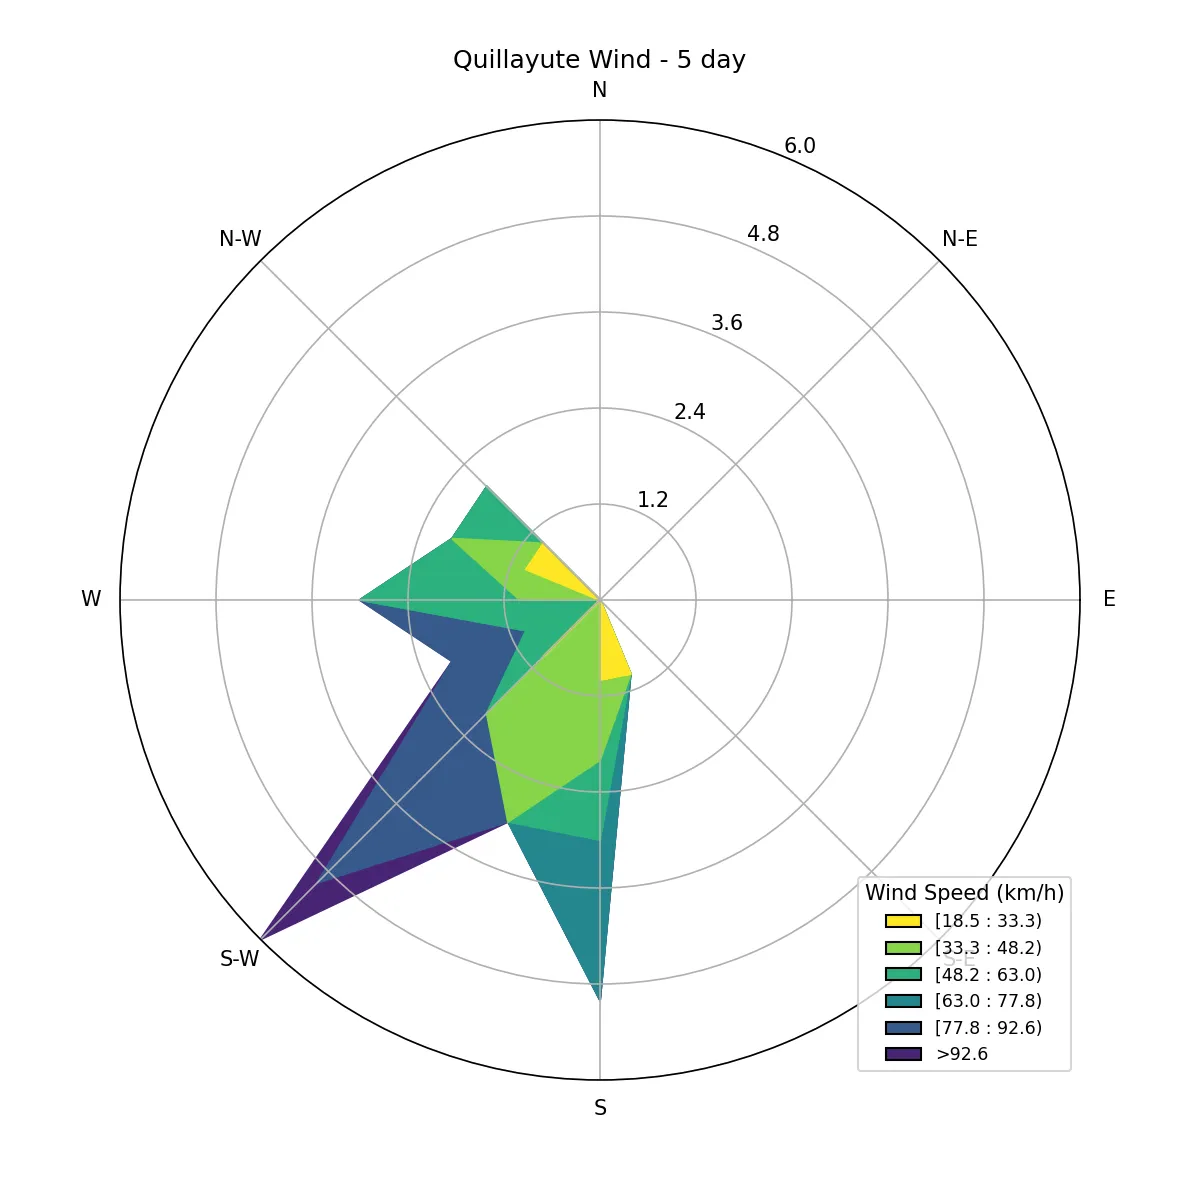 Quillayute Wind - 5 day
N
6.0
N-W
4.8
N-E
3.6
2.4
1.2
W
E
S-W
S-E
S
Wind Speed (km/h)
[18.5 : 33.3)
[33.3 : 48.2)
[48.2 : 63.0)
[63.0 : 77.8)
[77.8 : 92.6)
>92.6